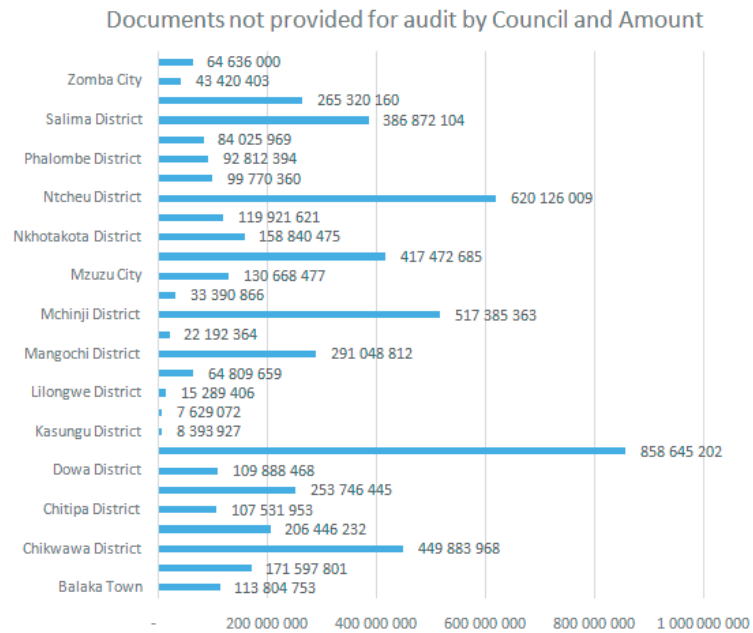 Documents not provided for audit by Council and Amount
64 636 000
Zomba City 43 420 403
265 320 160
Salima District 386 872 104
84 025 969
Phalombe District 92 812 394
99 770 360
Ntcheu District 620 126 009
119 921 621
Nkhotakota District 158 840 475
417 472 685
Mzuzu City 130 668 477
33 390 866
Mchinji District 517 385 363
22 192 364
Mangochi District 291 048 812
64 809 659
Lilongwe District 15 289 406
7 629 072
Kasungu District 8 393 927
858 645 202
Dowa District 109 888 468
253 746 445
Chitipa District 107 531 953
206 446 232
Chikwawa District 449 883 968
171 597 801
Balaka Town 113 804 753
- 200 000 000 400 000 000 600 000 000 800 000 000 1 000 000 000